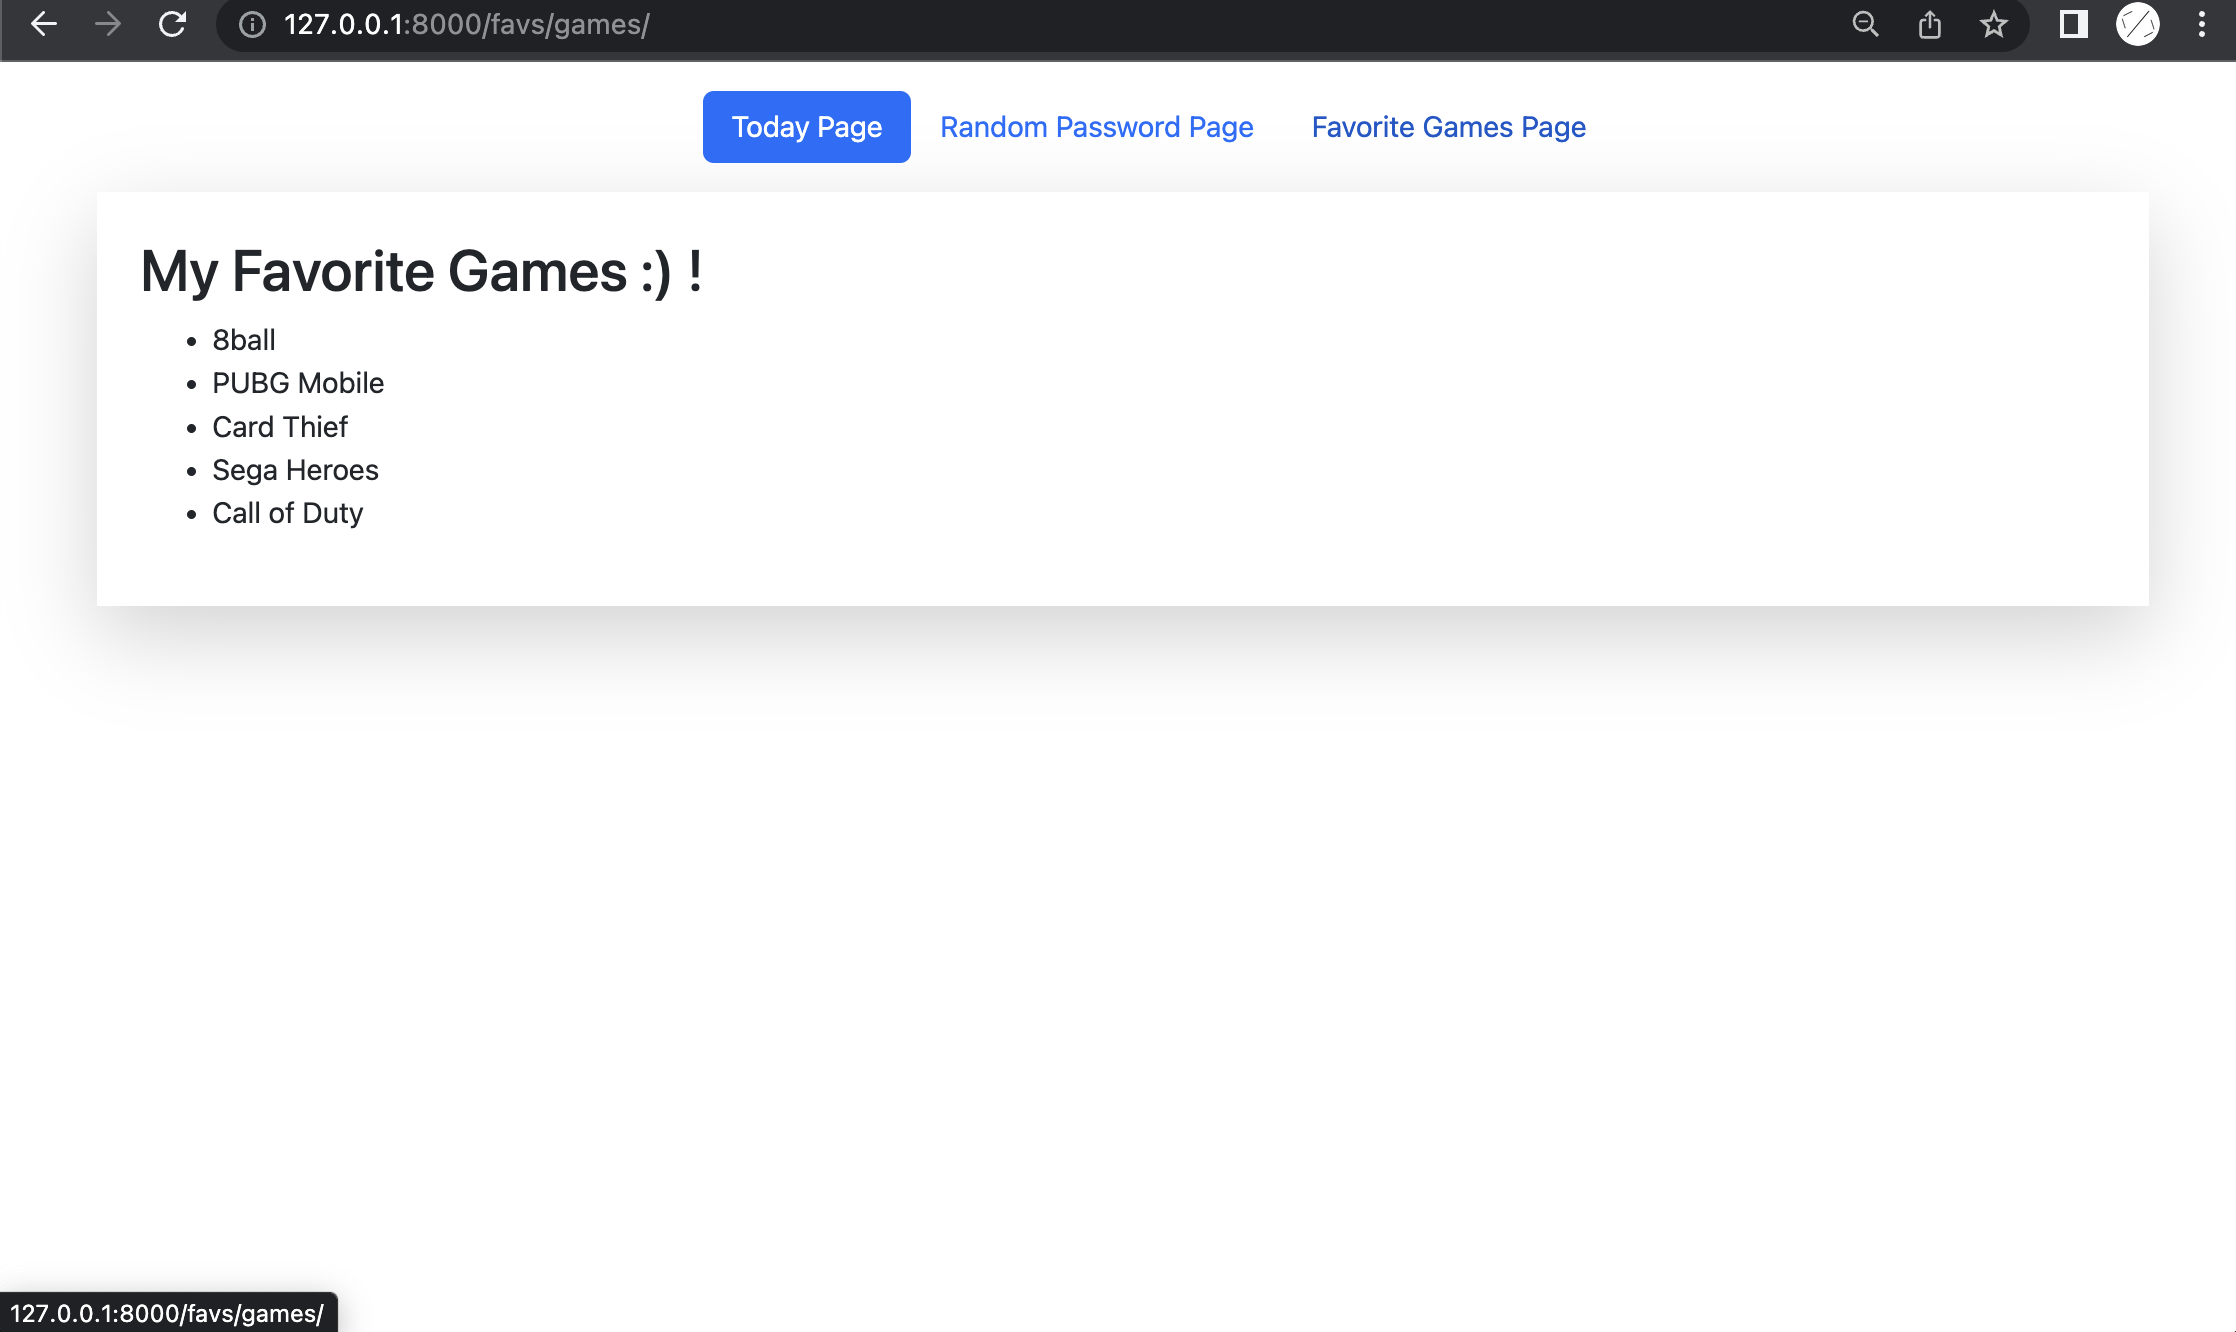 127.0.0.1:8000/favs/games/
Today Page Random Password Page Favorite Games Page
My Favorite Games :) !
• 8ball
• PUBG Mobile
• Card Thief
• Sega Heroes
• Call of Duty
127.0.0.1:8000/favs/games/